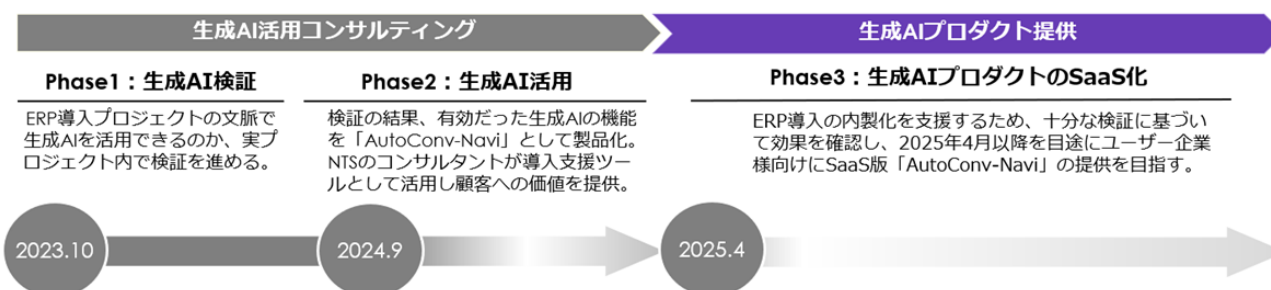 生成AI活用コンサルティング
生成AIプロダクト提供
Phase1：生成AI検証
ERP導入プロジェクトの文脈で
生成AIを活用できるのか、実プ
ロジェクト内で検証を進める。
Phase2：生成AI活用
検証の結果、有効だった生成AIの機能
を「AutoConv-Navi」として製品化。
NTSのコンサルタントが導入支援ツー
ルとして活用し顧客への価値を提供。
Phase3：生成AIプロダクトのSaaS化
ERP導入の内製化を支援するため、十分な検証に基づい
て効果を確認し、2025年4月以降を目途にユーザー企業
様向けにSaaS版「AutoConv-Navi」の提供を目指す。
2023.10
2024.9
2025.4